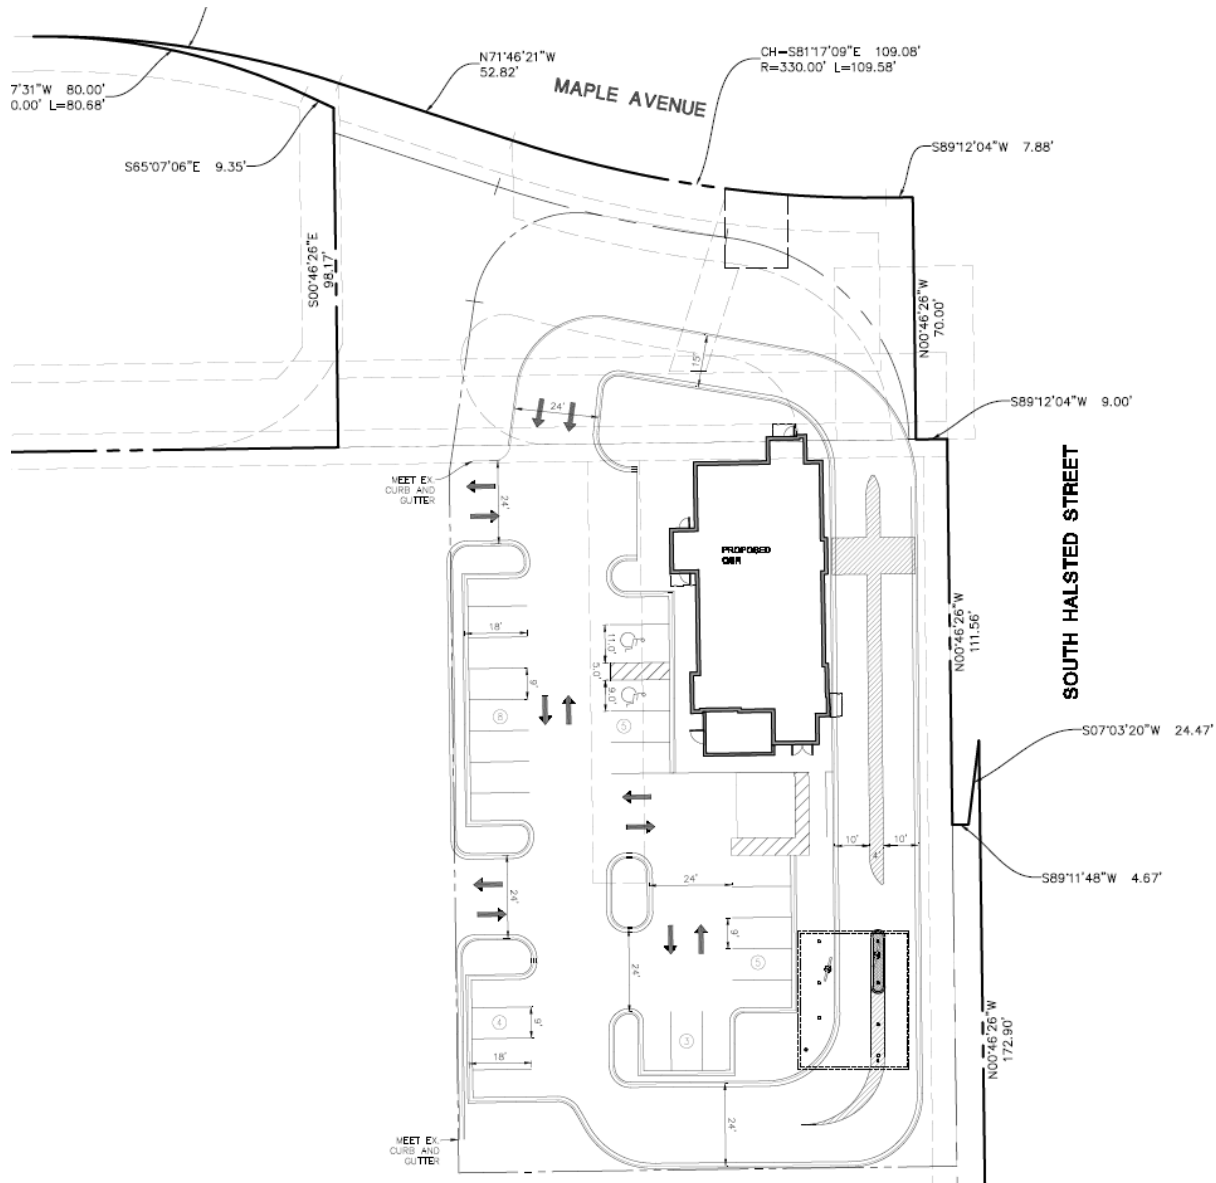 N71°46'21"W
52.82'
CH-S81°17'09"E 109.08'
R=330.00' L=109.58'
MAPLE AVENUE
7'31"W 80.00'
0.00' L=80.68'
S65°07'06"E 9.35'
S89°12'04"W 7.88'
S00°46'26"E
98.17'
N00°46'26"W
70.00'
15'
24'
S89°12'04"W 9.00'
MEET EX.
CURB AND
GUTTER
24'
SOUTH HALSTED STREET
PROPOSED
QSR
N00°46'26"W
111.56'
18'
11.0'
5.0'
9.0'
9'
8
5
S07°03'20"W 24.47'
10'
4'
10'
S89°11'48"W 4.67'
24'
24'
9'
5
24'
4
9'
3
18'
N00°46'26"W
172.90'
24'
MEET EX.
CURB AND
GUTTER